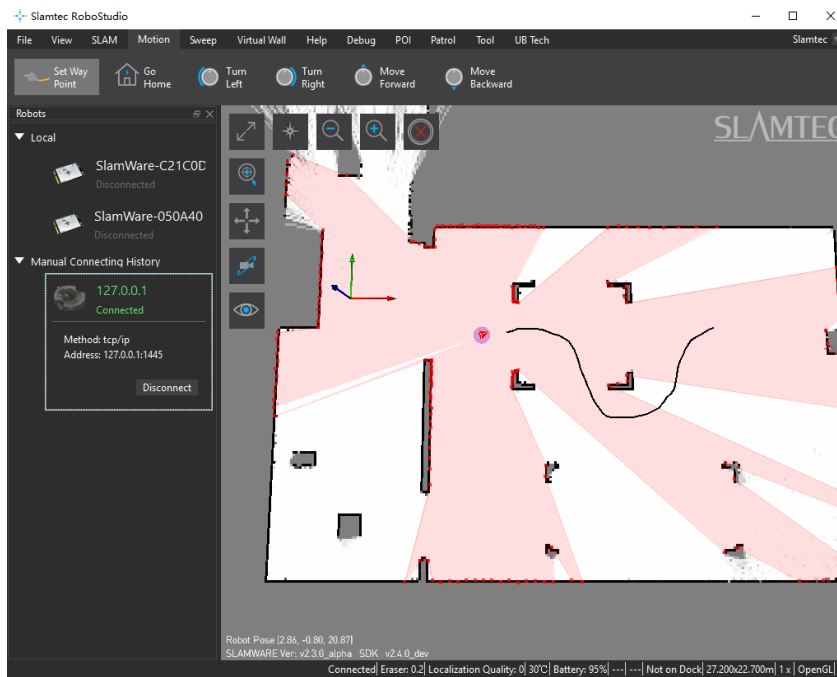 Slamtec RoboStudio
File View SLAM Motion Sweep Virtual Wall Help Debug POI Patrol Tool UB Tech Slamtec
Set Way Point
Go Home
Turn Left
Turn Right
Move Forward
Move Backward
Robots
Local
SlamWare-C21C0D
Disconnected
SlamWare-050A40
Disconnected
Manual Connecting History
127.0.0.1
Connected
Method: tcp/ip
Address: 127.0.0.1:1445
Disconnect
SLAMTEC
Robot Pose [2.86, -0.80, 20.87]
SLAMWARE Ver: v2.3.0_alpha SDK v2.4.0_dev
Connected| Eraser: 0.2| Localization Quality: 0| 30℃| Battery: 95%| ---| ---| Not on Dock| 27.200x22.700m| 1 x| OpenGL|